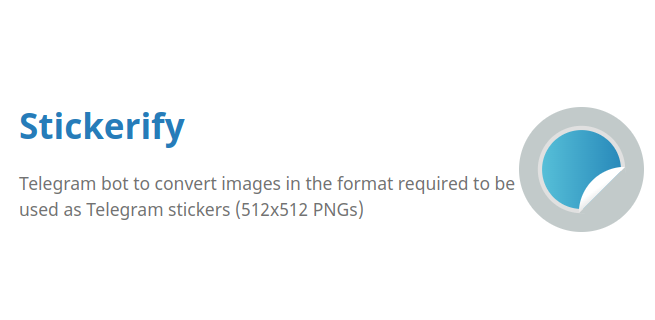 Stickerify
Telegram bot to convert images in the format required to be
used as Telegram stickers (512x512 PNGs)